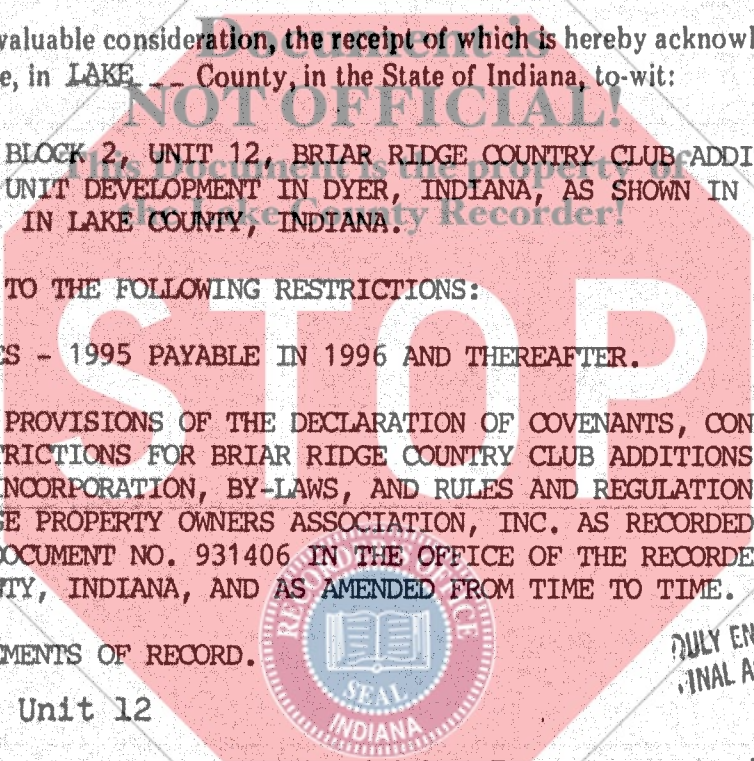 valuable consideration, the receipt of which is hereby acknowl
Document is
e, in LAKE County, in the State of Indiana, to-wit:
NOT OFFICIAL!
BLOCK 2, UNIT 12, BRIAR RIDGE COUNTRY CLUB ADDI
This Document is the property of
UNIT DEVELOPMENT IN DYER, INDIANA, AS SHOWN IN
the Lake County Recorder!
IN LAKE COUNTY, INDIANA.
TO THE FOLLOWING RESTRICTIONS:
STOP
ES - 1995 PAYABLE IN 1996 AND THEREAFTER.
PROVISIONS OF THE DECLARATION OF COVENANTS, CON
RICTIONS FOR BRIAR RIDGE COUNTRY CLUB ADDITIONS
NCORPORATION, BY-LAWS, AND RULES AND REGULATION
SE PROPERTY OWNERS ASSOCIATION, INC. AS RECORDED
DOCUMENT NO. 931406 IN THE OFFICE OF THE RECORDE
TY, INDIANA, AND AS AMENDED FROM TIME TO TIME.
RECORDER'S OFFICE
SEAL
INDIANA
MENTS OF RECORD.
DULY EN
FINAL A
Unit 12